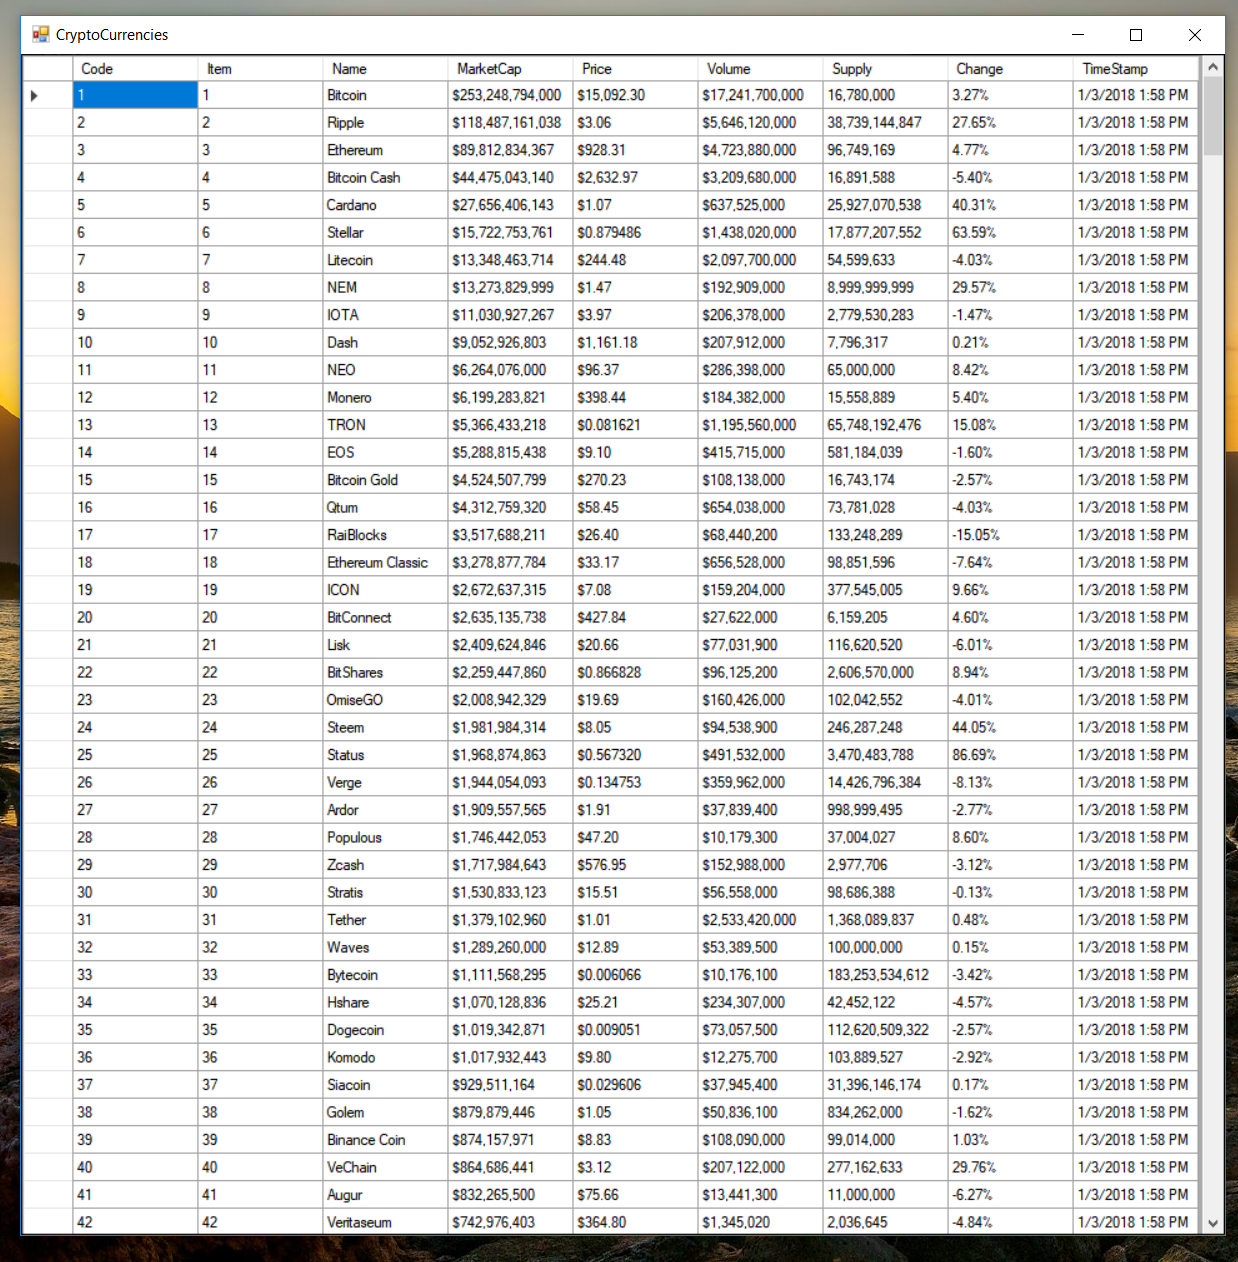 CryptoCurrencies
Code Item Name MarketCap Price Volume Supply Change TimeStamp
1 1 Bitcoin $253,248,794,000 $15,092.30 $17,241,700,000 16,780,000 3.27% 1/3/2018 1:58 PM
2 2 Ripple $118,487,161,038 $3.06 $5,646,120,000 38,739,144,847 27.65% 1/3/2018 1:58 PM
3 3 Ethereum $89,812,834,367 $928.31 $4,723,880,000 96,749,169 4.77% 1/3/2018 1:58 PM
4 4 Bitcoin Cash $44,475,043,140 $2,632.97 $3,209,680,000 16,891,588 -5.40% 1/3/2018 1:58 PM
5 5 Cardano $27,656,406,143 $1.07 $637,525,000 25,927,070,538 40.31% 1/3/2018 1:58 PM
6 6 Stellar $15,722,753,761 $0.879486 $1,438,020,000 17,877,207,552 63.59% 1/3/2018 1:58 PM
7 7 Litecoin $13,348,463,714 $244.48 $2,097,700,000 54,599,633 -4.03% 1/3/2018 1:58 PM
8 8 NEM $13,273,829,999 $1.47 $192,909,000 8,999,999,999 29.57% 1/3/2018 1:58 PM
9 9 IOTA $11,030,927,267 $3.97 $206,378,000 2,779,530,283 -1.47% 1/3/2018 1:58 PM
10 10 Dash $9,052,926,803 $1,161.18 $207,912,000 7,796,317 0.21% 1/3/2018 1:58 PM
11 11 NEO $6,264,076,000 $96.37 $286,398,000 65,000,000 8.42% 1/3/2018 1:58 PM
12 12 Monero $6,199,283,821 $398.44 $184,382,000 15,558,889 5.40% 1/3/2018 1:58 PM
13 13 TRON $5,366,433,218 $0.081621 $1,195,560,000 65,748,192,476 15.08% 1/3/2018 1:58 PM
14 14 EOS $5,288,815,438 $9.10 $415,715,000 581,184,039 -1.60% 1/3/2018 1:58 PM
15 15 Bitcoin Gold $4,524,507,799 $270.23 $108,138,000 16,743,174 -2.57% 1/3/2018 1:58 PM
16 16 Qtum $4,312,759,320 $58.45 $654,038,000 73,781,028 -4.03% 1/3/2018 1:58 PM
17 17 RaiBlocks $3,517,688,211 $26.40 $68,440,200 133,248,289 -15.05% 1/3/2018 1:58 PM
18 18 Ethereum Classic $3,278,877,784 $33.17 $656,528,000 98,851,596 -7.64% 1/3/2018 1:58 PM
19 19 ICON $2,672,637,315 $7.08 $159,204,000 377,545,005 9.66% 1/3/2018 1:58 PM
20 20 BitConnect $2,635,135,738 $427.84 $27,622,000 6,159,205 4.60% 1/3/2018 1:58 PM
21 21 Lisk $2,409,624,846 $20.66 $77,031,900 116,620,520 -6.01% 1/3/2018 1:58 PM
22 22 BitShares $2,259,447,860 $0.866828 $96,125,200 2,606,570,000 8.94% 1/3/2018 1:58 PM
23 23 OmiseGO $2,008,942,329 $19.69 $160,426,000 102,042,552 -4.01% 1/3/2018 1:58 PM
24 24 Steem $1,981,984,314 $8.05 $94,538,900 246,287,248 44.05% 1/3/2018 1:58 PM
25 25 Status $1,968,874,863 $0.567320 $491,532,000 3,470,483,788 86.69% 1/3/2018 1:58 PM
26 26 Verge $1,944,054,093 $0.134753 $359,962,000 14,426,796,384 -8.13% 1/3/2018 1:58 PM
27 27 Ardor $1,909,557,565 $1.91 $37,839,400 998,999,495 -2.77% 1/3/2018 1:58 PM
28 28 Populous $1,746,442,053 $47.20 $10,179,300 37,004,027 8.60% 1/3/2018 1:58 PM
29 29 Zcash $1,717,984,643 $576.95 $152,988,000 2,977,706 -3.12% 1/3/2018 1:58 PM
30 30 Stratis $1,530,833,123 $15.51 $56,558,000 98,686,388 -0.13% 1/3/2018 1:58 PM
31 31 Tether $1,379,102,960 $1.01 $2,533,420,000 1,368,089,837 0.48% 1/3/2018 1:58 PM
32 32 Waves $1,289,260,000 $12.89 $53,389,500 100,000,000 0.15% 1/3/2018 1:58 PM
33 33 Bytecoin $1,111,568,295 $0.006066 $10,176,100 183,253,534,612 -3.42% 1/3/2018 1:58 PM
34 34 Hshare $1,070,128,836 $25.21 $234,307,000 42,452,122 -4.57% 1/3/2018 1:58 PM
35 35 Dogecoin $1,019,342,871 $0.009051 $73,057,500 112,620,509,322 -2.57% 1/3/2018 1:58 PM
36 36 Komodo $1,017,932,443 $9.80 $12,275,700 103,889,527 -2.92% 1/3/2018 1:58 PM
37 37 Siacoin $929,511,164 $0.029606 $37,945,400 31,396,146,174 0.17% 1/3/2018 1:58 PM
38 38 Golem $879,879,446 $1.05 $50,836,100 834,262,000 -1.62% 1/3/2018 1:58 PM
39 39 Binance Coin $874,157,971 $8.83 $108,090,000 99,014,000 1.03% 1/3/2018 1:58 PM
40 40 VeChain $864,686,441 $3.12 $207,122,000 277,162,633 29.76% 1/3/2018 1:58 PM
41 41 Augur $832,265,500 $75.66 $13,441,300 11,000,000 -6.27% 1/3/2018 1:58 PM
42 42 Veritaseum $742,976,403 $364.80 $1,345,020 2,036,645 -4.84% 1/3/2018 1:58 PM